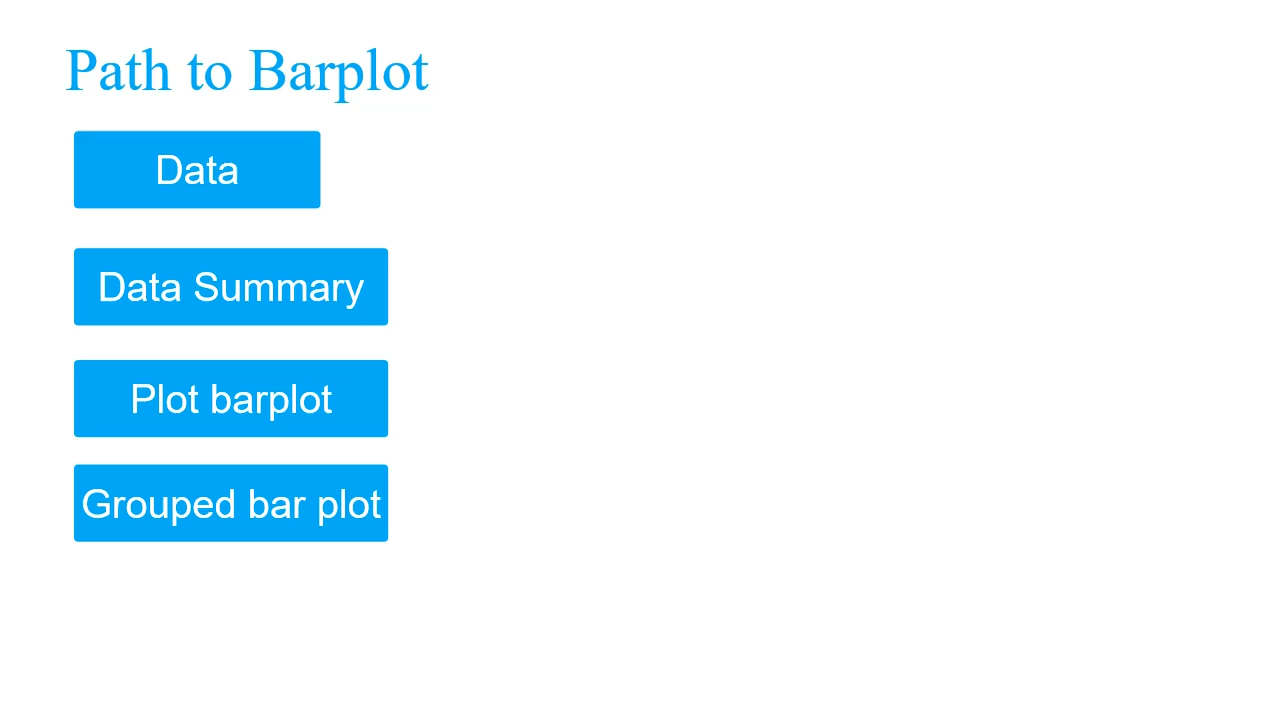 Path to Barplot
Data
Data Summary
Plot barplot
Grouped bar plot